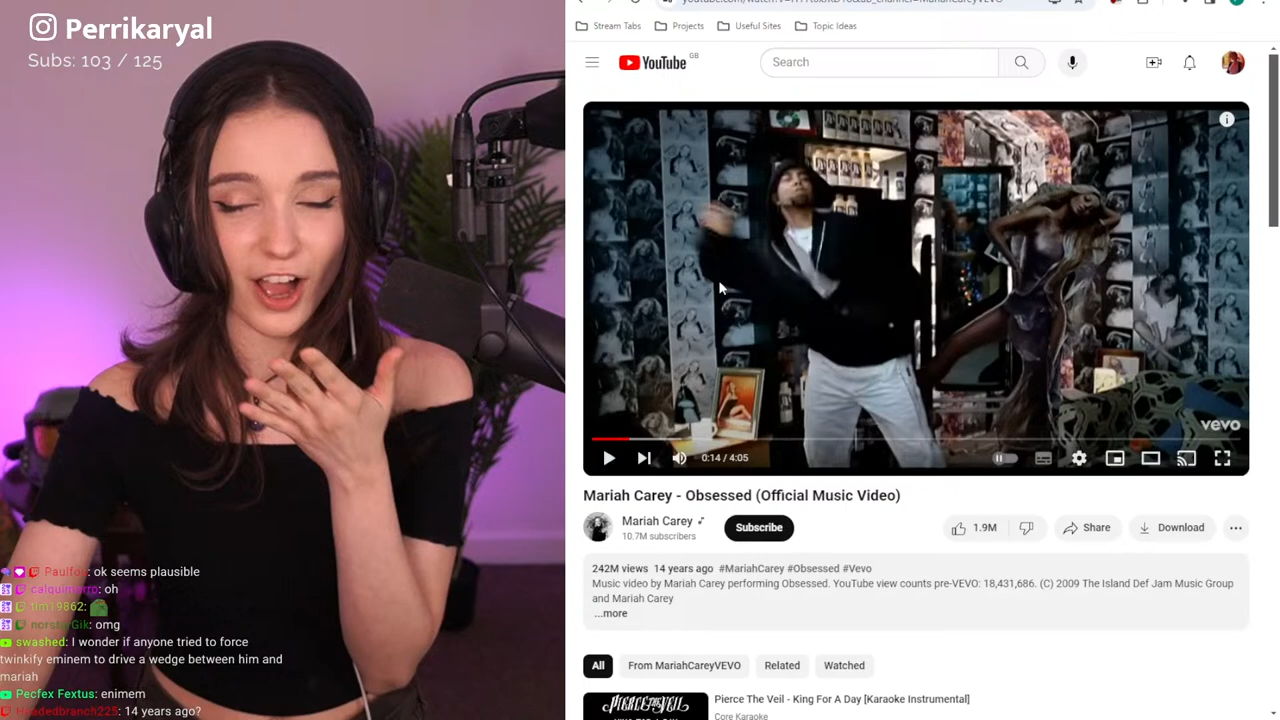 Perrikaryal
Subs: 103 / 125
Stream Tabs
Projects
Useful Sites
Topic Ideas
YouTube GB
Search
vevo
0:14 / 4:05
Mariah Carey - Obsessed (Official Music Video)
Mariah Carey
10.7M subscribers
Subscribe
1.9M
Share
Download
242M views 14 years ago #MariahCarey #Obsessed #Vevo
Music video by Mariah Carey performing Obsessed. YouTube view counts pre-VEVO: 18,431,686. (C) 2009 The Island Def Jam Music Group
and Mariah Carey
...more
All
From MariahCareyVEVO
Related
Watched
PIERCE THE VEIL
Pierce The Veil - King For A Day [Karaoke Instrumental]
Core Karaoke
: ok seems plausible
: oh
tim19862:
: omg
swashed: I wonder if anyone tried to force
twinkify eminem to drive a wedge between him and
mariah
Pecfex Fextus: enimem
Headedbranch225: 14 years ago?